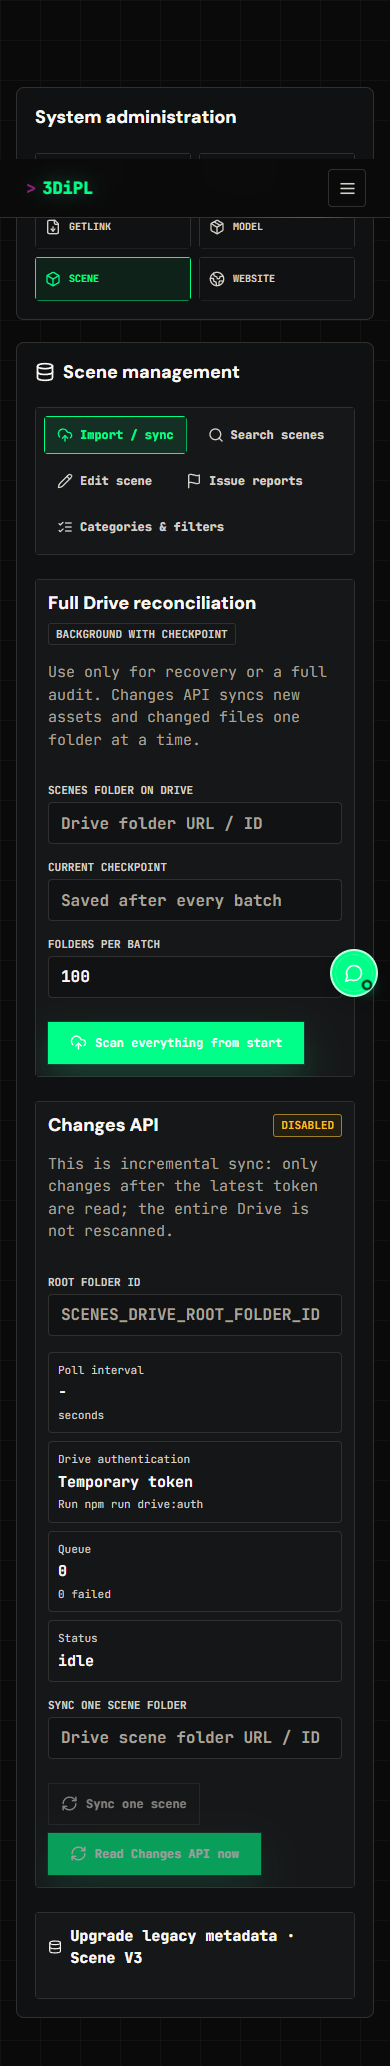 System administration
> 3DiPL
GETLINK
MODEL
SCENE
WEBSITE
Scene management
Import / sync
Search scenes
Edit scene
Issue reports
Categories & filters
Full Drive reconciliation
BACKGROUND WITH CHECKPOINT
Use only for recovery or a full
audit. Changes API syncs new
assets and changed files one
folder at a time.
SCENES FOLDER ON DRIVE
Drive folder URL / ID
CURRENT CHECKPOINT
Saved after every batch
FOLDERS PER BATCH
100
Scan everything from start
Changes API
DISABLED
This is incremental sync: only
changes after the latest token
are read; the entire Drive is
not rescanned.
ROOT FOLDER ID
SCENES_DRIVE_ROOT_FOLDER_ID
Poll interval
-
seconds
Drive authentication
Temporary token
Run npm run drive:auth
Queue
0
0 failed
Status
idle
SYNC ONE SCENE FOLDER
Drive scene folder URL / ID
Sync one scene
Read Changes API now
Upgrade legacy metadata ·
Scene V3